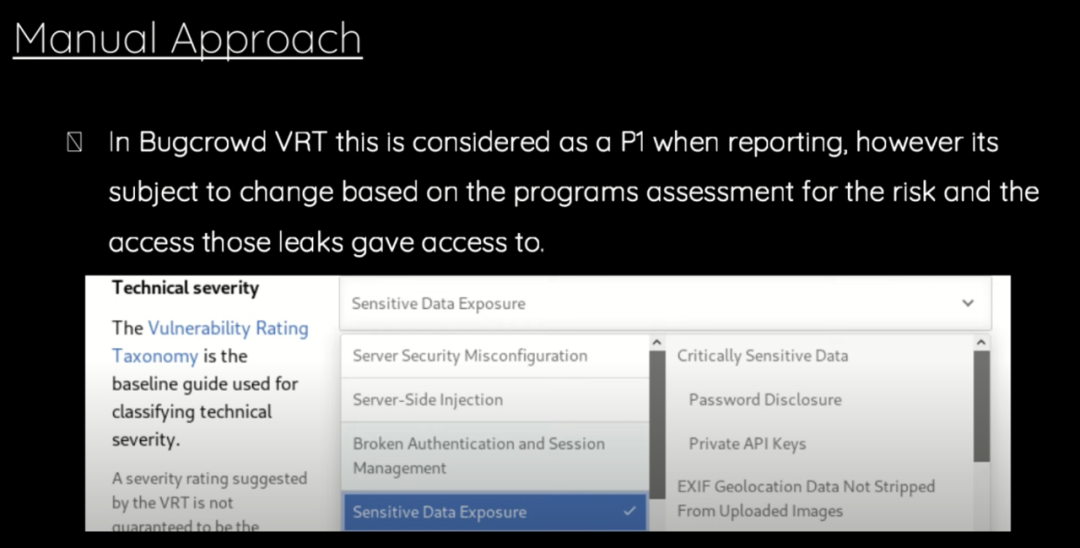 Manual Approach
In Bugcrowd VRT this is considered as a P1 when reporting, however its
subject to change based on the programs assessment for the risk and the
access those leaks gave access to.
Technical severity
The Vulnerability Rating
Taxonomy is the
baseline guide used for
classifying technical
severity.
A severity rating suggested
by the VRT is not
guaranteed to be the
Sensitive Data Exposure
Server Security Misconfiguration
Server-Side Injection
Broken Authentication and Session
Management
Sensitive Data Exposure
Critically Sensitive Data
Password Disclosure
Private API Keys
EXIF Geolocation Data Not Stripped
From Uploaded Images